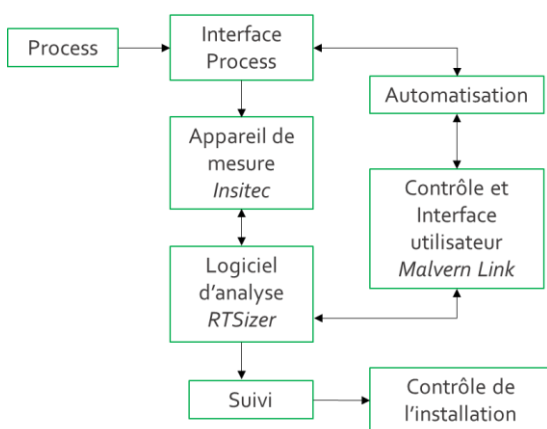 Process
Interface
Process
Automatisation
Appareil de
mesure
Insitec
Contrôle et
Interface
utilisateur
Malvern Link
Logiciel
d'analyse
RTSizer
Suivi
Contrôle de
l'installation